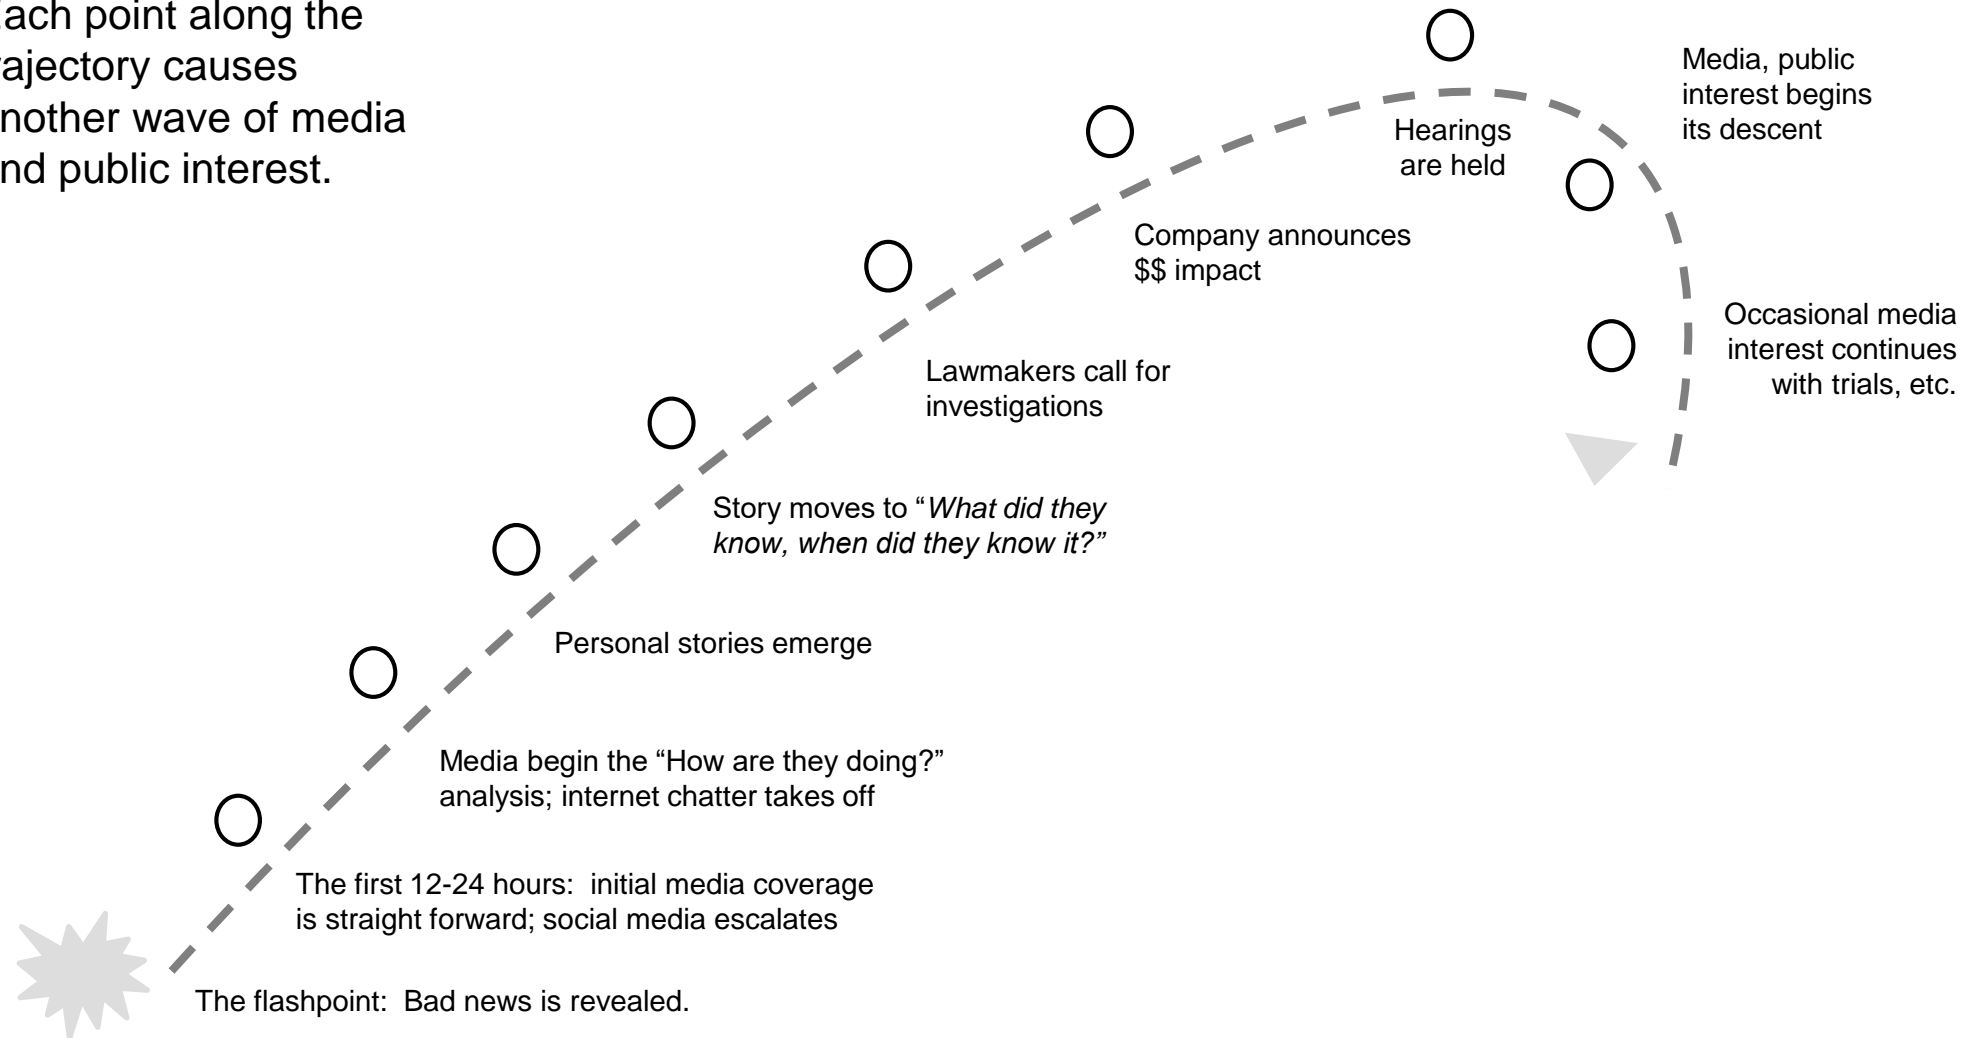 Each point along the
rajectory causes
nother wave of media
nd public interest.
Media, public
interest begins
its descent
Hearings
are held
Company announces
$$ impact
Occasional media
interest continues
with trials, etc.
Lawmakers call for
investigations
Story moves to “What did they
know, when did they know it?”
Personal stories emerge
Media begin the “How are they doing?”
analysis; internet chatter takes off
The first 12-24 hours:  initial media coverage
is straight forward; social media escalates
The flashpoint:  Bad news is revealed.